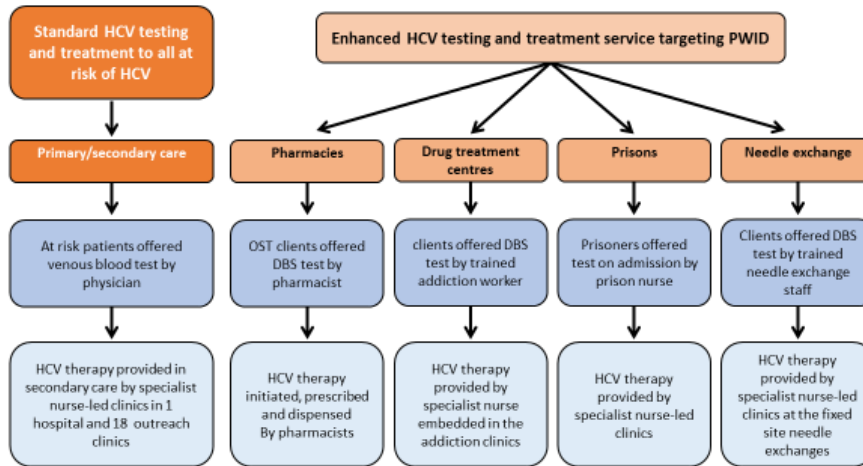 Standard HCV testing
and treatment to all at
risk of HCV
Enhanced HCV testing and treatment service targeting PWID
Primary/secondary care
Pharmacies
Drug treatment
centres
Prisons
Needle exchange
At risk patients offered
venous blood test by
physician
OST clients offered
DBS test by
pharmacist
clients offered DBS
test by trained
addiction worker
Prisoners offered
test on admission by
prison nurse
Clients offered DBS
test by trained
needle exchange
staff
HCV therapy provided in
secondary care by specialist
nurse-led clinics in 1
hospital and 18 outreach
clinics
HCV therapy
initiated, prescribed
and dispensed
By pharmacists
HCV therapy
provided by
specialist nurse
embedded in the
addiction clinics
HCV therapy
provided by
specialist nurse-led
clinics
HCV therapy
provided by
specialist nurse-led
clinics at the fixed
site needle
exchanges